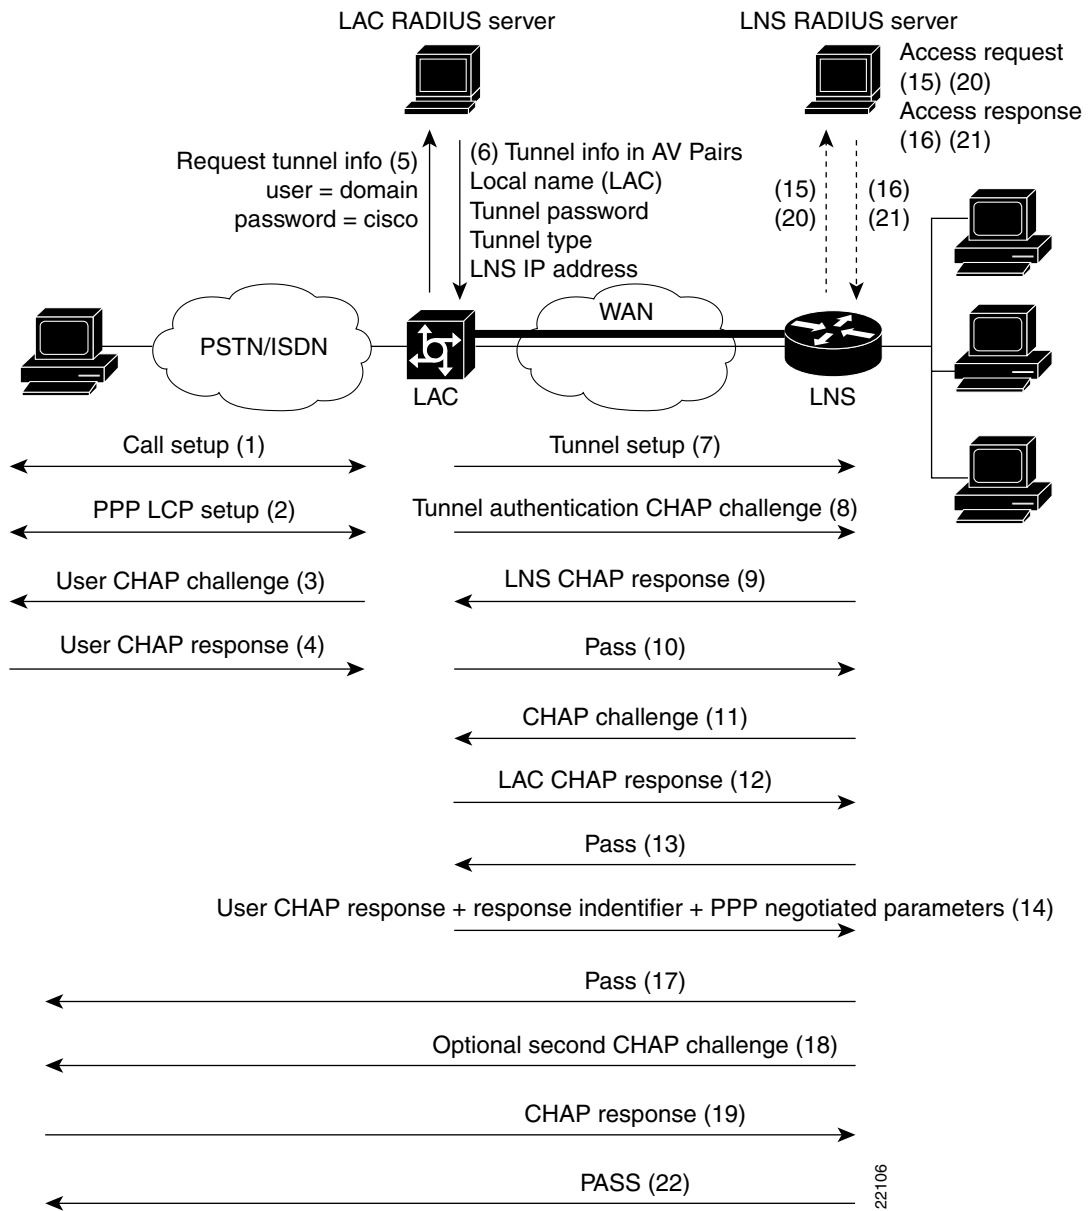 LAC RADIUS server
LNS RADIUS server
Access request
(15) (20)
Access response
(16) (21)
Request tunnel info (5)
user = domain
password = cisco
(6) Tunnel info in AV Pairs
Local name (LAC)
Tunnel password
Tunnel type
LNS IP address
(15)
(20)
(16)
(21)
PSTN/ISDN
WAN
LAC
LNS
Call setup (1)
Tunnel setup (7)
PPP LCP setup (2)
Tunnel authentication CHAP challenge (8)
User CHAP challenge (3)
LNS CHAP response (9)
User CHAP response (4)
Pass (10)
CHAP challenge (11)
LAC CHAP response (12)
Pass (13)
User CHAP response + response indentifier + PPP negotiated parameters (14)
Pass (17)
Optional second CHAP challenge (18)
CHAP response (19)
PASS (22)
22106